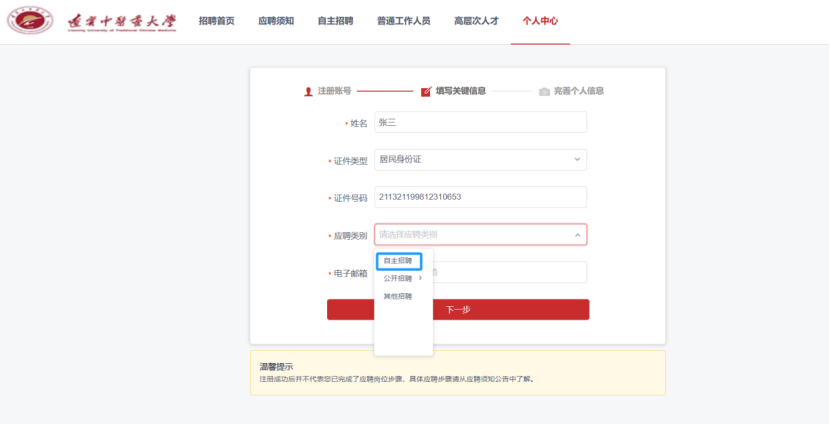 辽宁中医药大学
Liaoning University of Traditional Chinese Medicine
招聘首页 应聘须知 自主招聘 普通工作人员 高层次人才 个人中心
注册账号 填写关键信息 完善个人信息
• 姓名 张三
• 证件类型 居民身份证
• 证件号码 211321199812310653
• 应聘类别 请选择应聘类别
自主招聘
• 电子邮箱
公开招聘 >
其他招聘
下一步
温馨提示
注册成功后并不代表您已完成了应聘岗位步骤，具体应聘步骤请从应聘须知公告中了解。